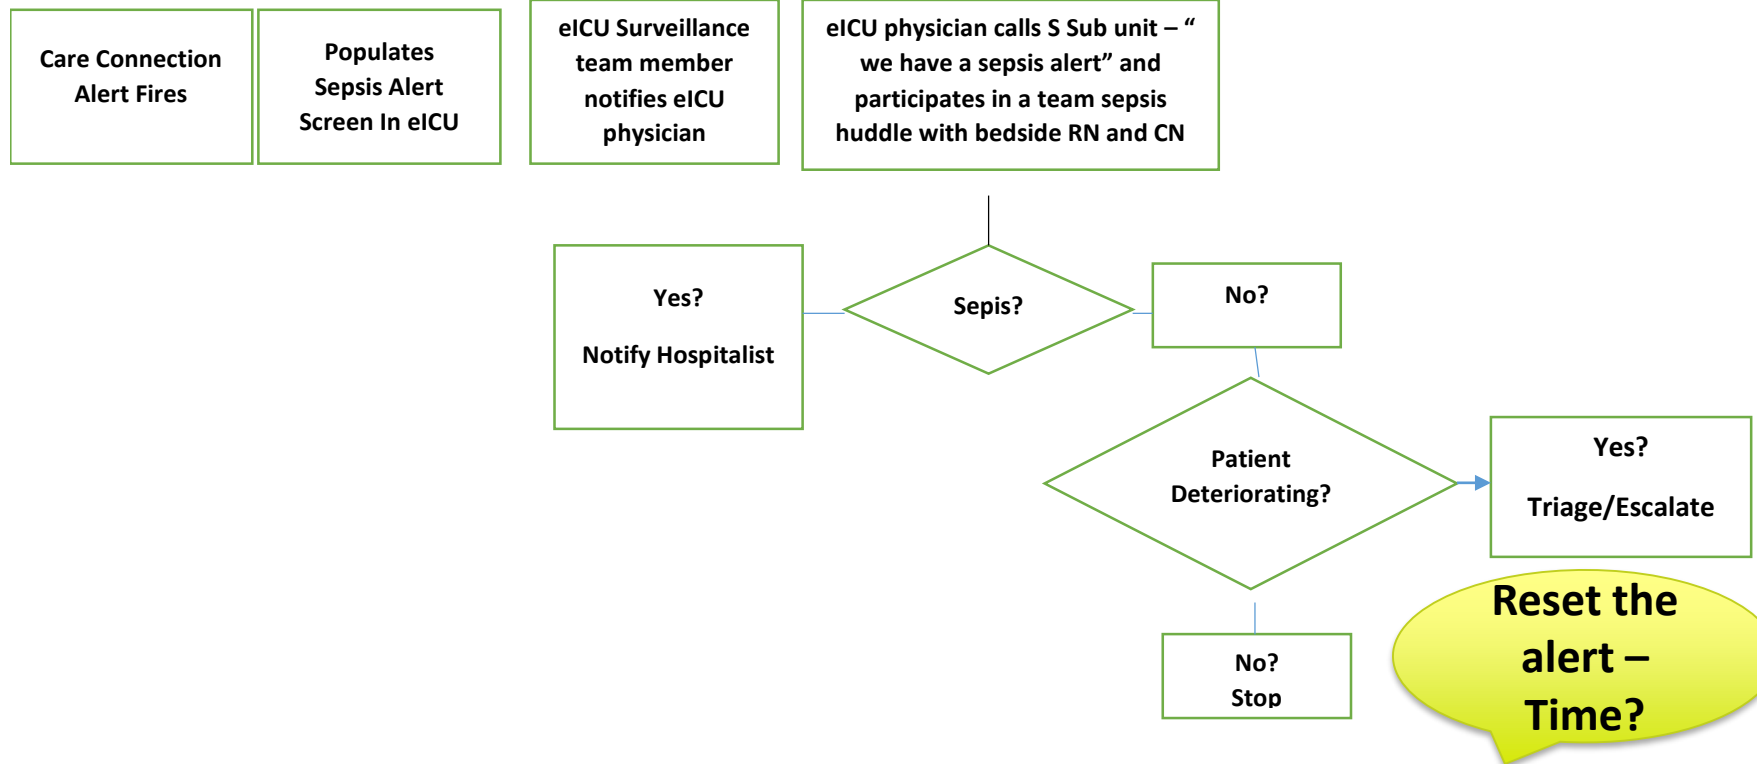 Care Connection
Alert Fires
Populates
Sepsis Alert
Screen In eICU
eICU Surveillance
team member
notifies eICU
physician
eICU physician calls S Sub unit – “
we have a sepsis alert” and
participates in a team sepsis
huddle with bedside RN and CN
Yes?
Notify Hospitalist
Sepis?
No?
Patient
Deteriorating?
Yes?
Triage/Escalate
No?
Stop
Reset the
alert –
Time?